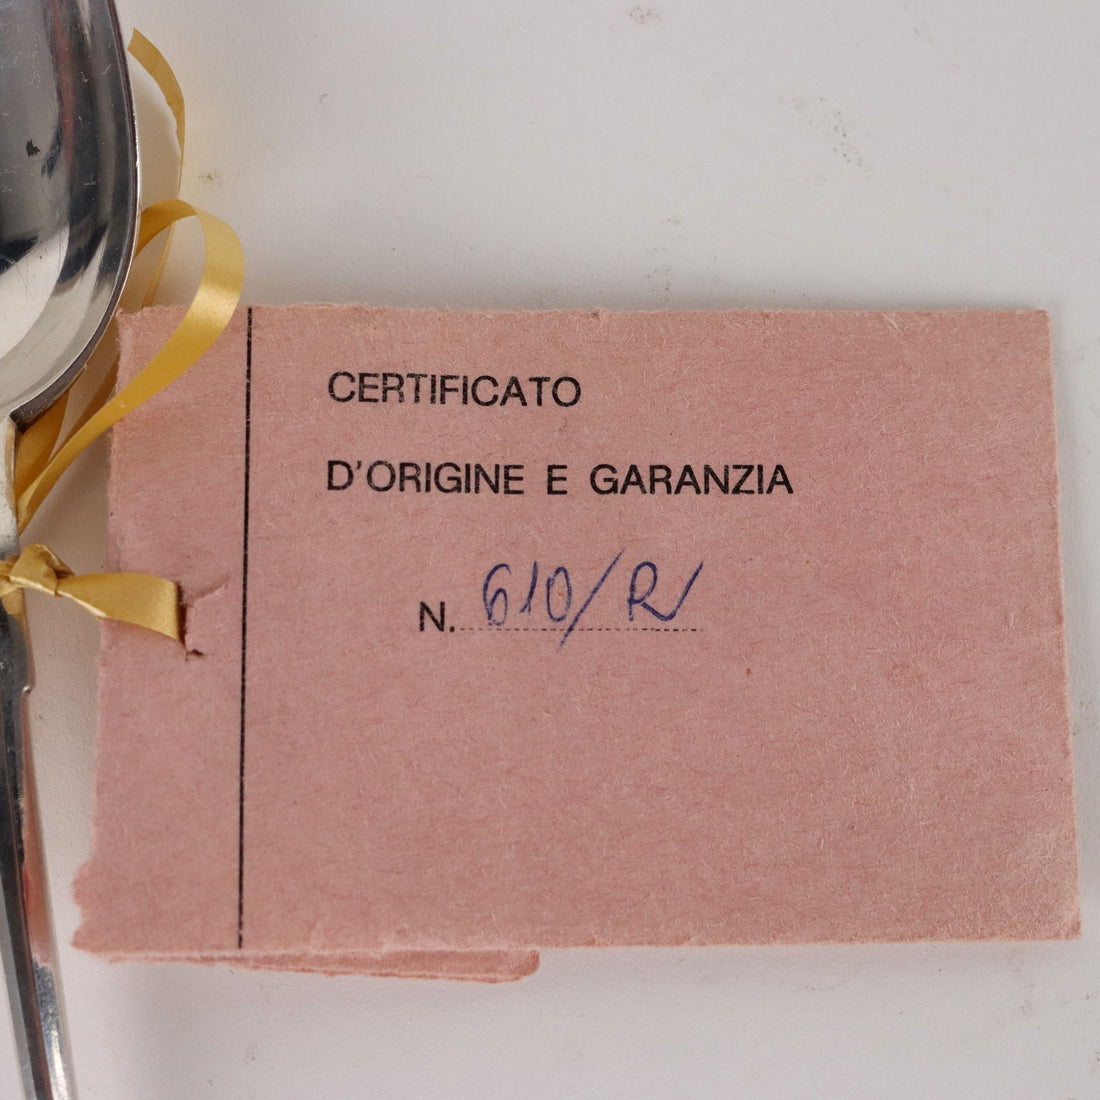 CERTIFICATO
D'ORIGINE E GARANZIA
N. 610/R